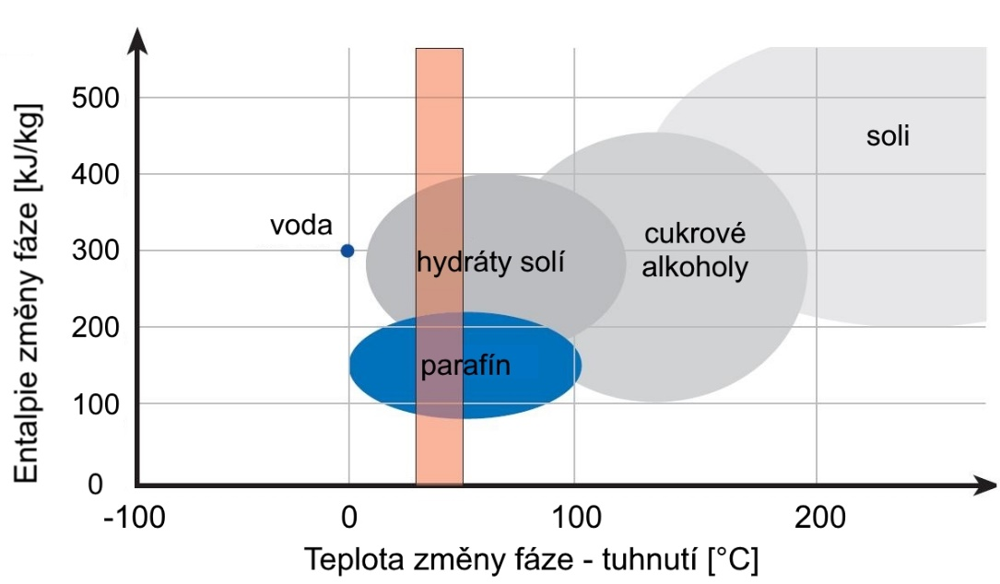 Entalpie změny fáze [kJ/kg]
500
400
300
200
100
0
voda
hydráty solí
parafín
cukrové
alkoholy
soli
-100
0
100
200
Teplota změny fáze - tuhnutí [°C]